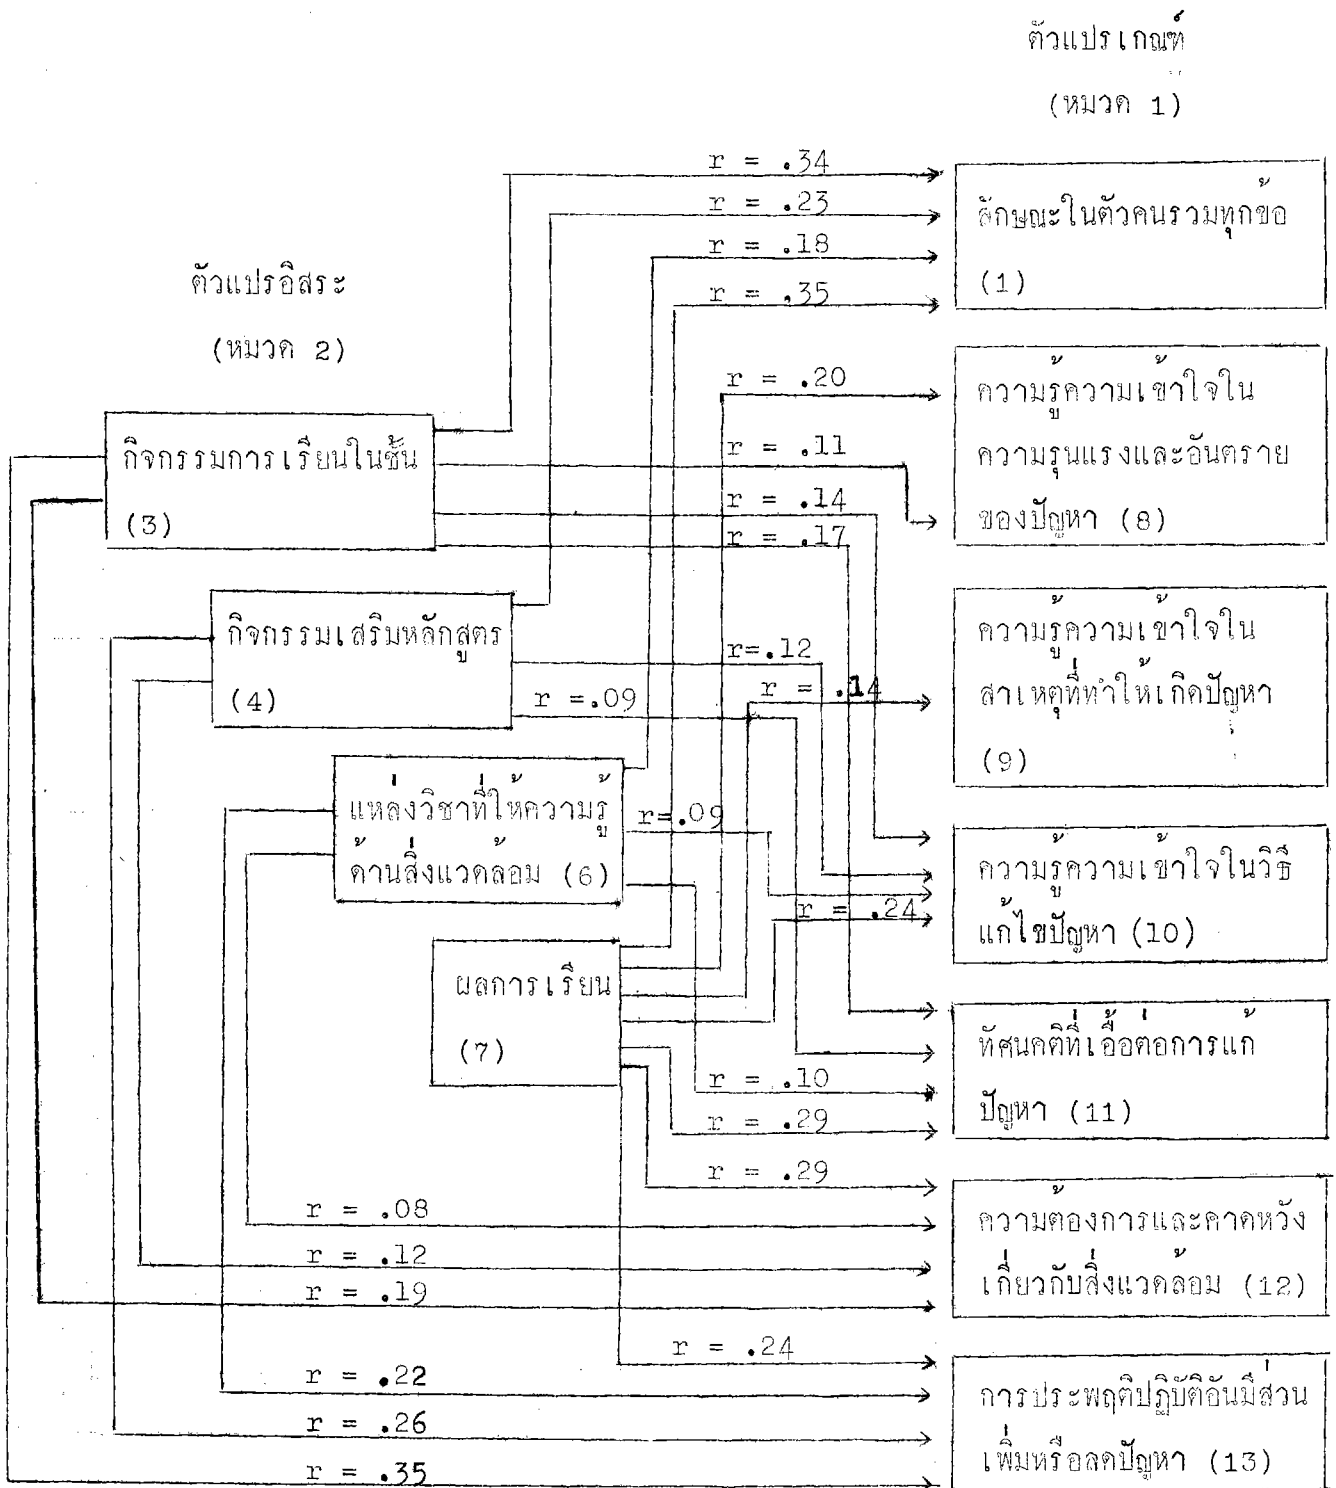 ตัวแปรเกณฑ์
(หมวด 1)
r = .34
r = .23
r = .18
r = .35
ลักษณะในตัวคนรวมทุกข้อ
(1)
ตัวแปรอิสระ
(หมวด 2)
r = .20
r = .11
ความรู้ความเข้าใจใน
ความรุนแรงและอันตราย
ของปัญหา (8)
กิจกรรมการเรียนในชั้น
(3)
r = .14
r = .17
กิจกรรมเสริมหลักสูตร
(4)
r=.12
r = .14
r =.09
ความรู้ความเข้าใจใน
สาเหตุที่ทำให้เกิดปัญหา
(9)
แหล่งวิชาที่ให้ความรู้
ด้านสิ่งแวดล้อม (6)
r=.09
r = .24
ความรู้ความเข้าใจในวิธี
แก้ไขปัญหา (10)
ผลการเรียน
(7)
r = .10
r = .29
ทัศนคติที่เอื้อต่อการแก้
ปัญหา (11)
r = .29
r = .08
r = .12
r = .19
ความต้องการและคาดหวัง
เกี่ยวกับสิ่งแวดล้อม (12)
r = .24
r = .22
r = .26
r = .35
การประพฤติปฏิบัติอันมีส่วน
เพิ่มหรือลดปัญหา (13)